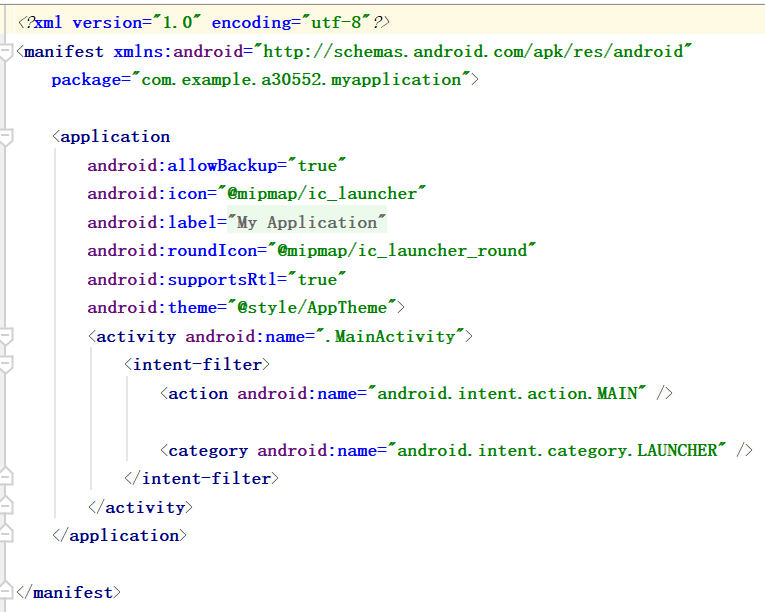 <?xml version="1.0" encoding="utf-8"?>
<manifest xmlns:android="http://schemas.android.com/apk/res/android"
package="com.example.a30552.myapplication">
<application
android:allowBackup="true"
android:icon="@mipmap/ic_launcher"
android:label="My Application"
android:roundIcon="@mipmap/ic_launcher_round"
android:supportsRtl="true"
android:theme="@style/AppTheme">
<activity android:name=".MainActivity">
<intent-filter>
<action android:name="android.intent.action.MAIN" />
<category android:name="android.intent.category.LAUNCHER" />
</intent-filter>
</activity>
</application>
</manifest>